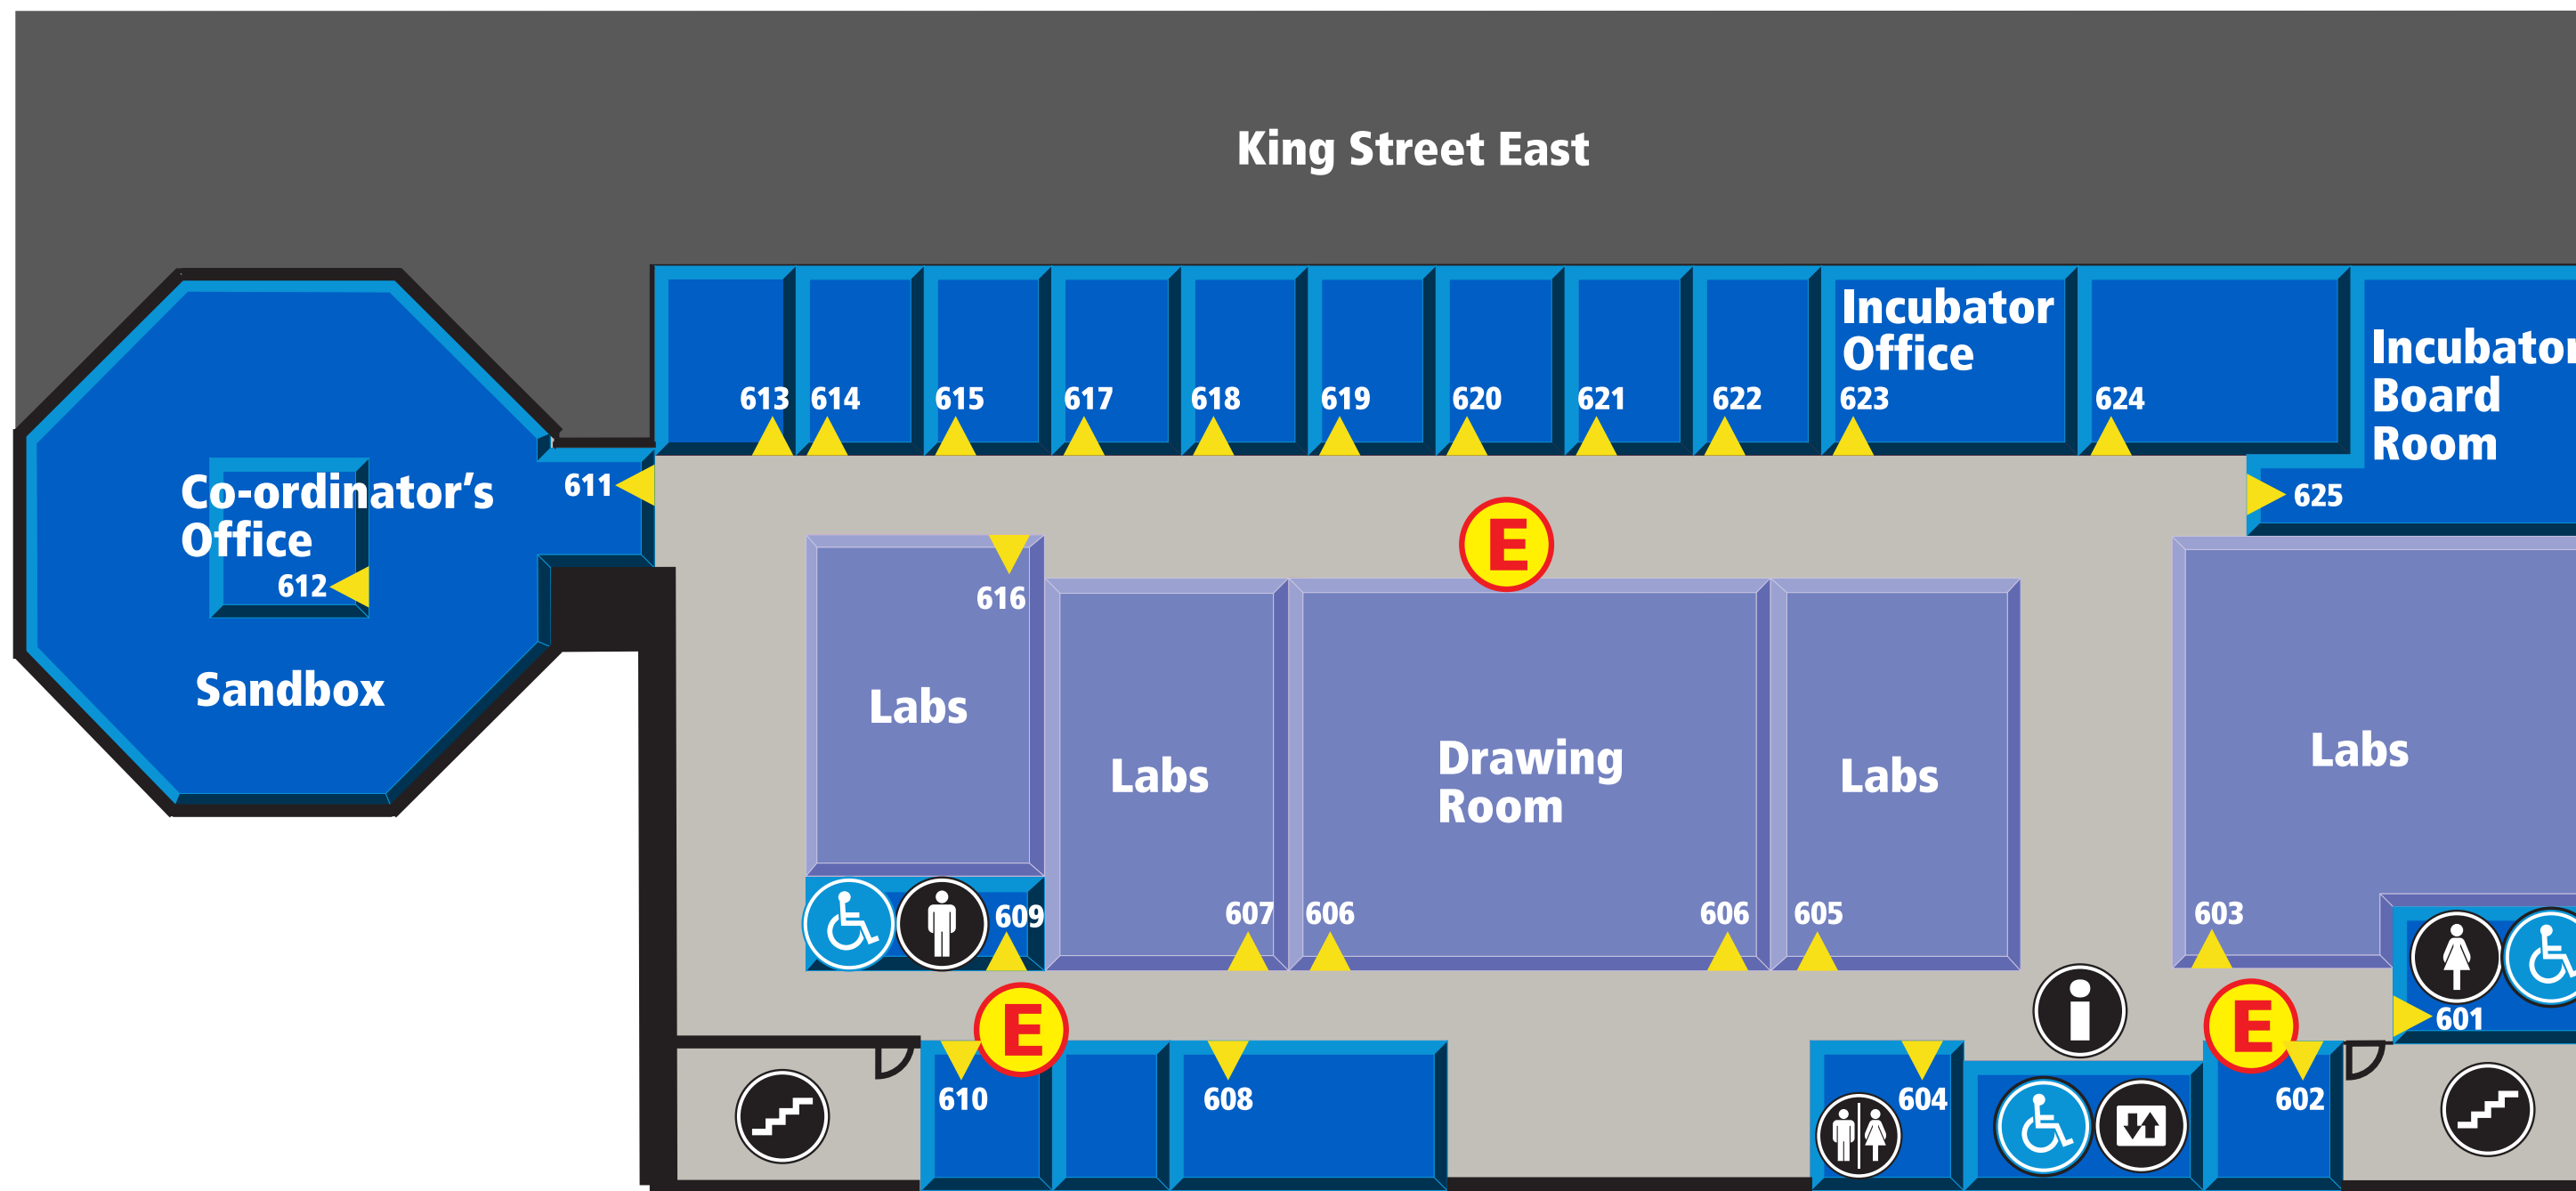 King Street East
Incubator
Office
Incubator
Board
Room
613
614
615
617
618
619
620
621
622
623
624
Co-ordinator's
Office
611
625
612
616
E
Sandbox
Labs
Labs
Drawing
Room
Labs
Labs
609
607
606
606
605
603
E
i
E
601
610
608
604
602